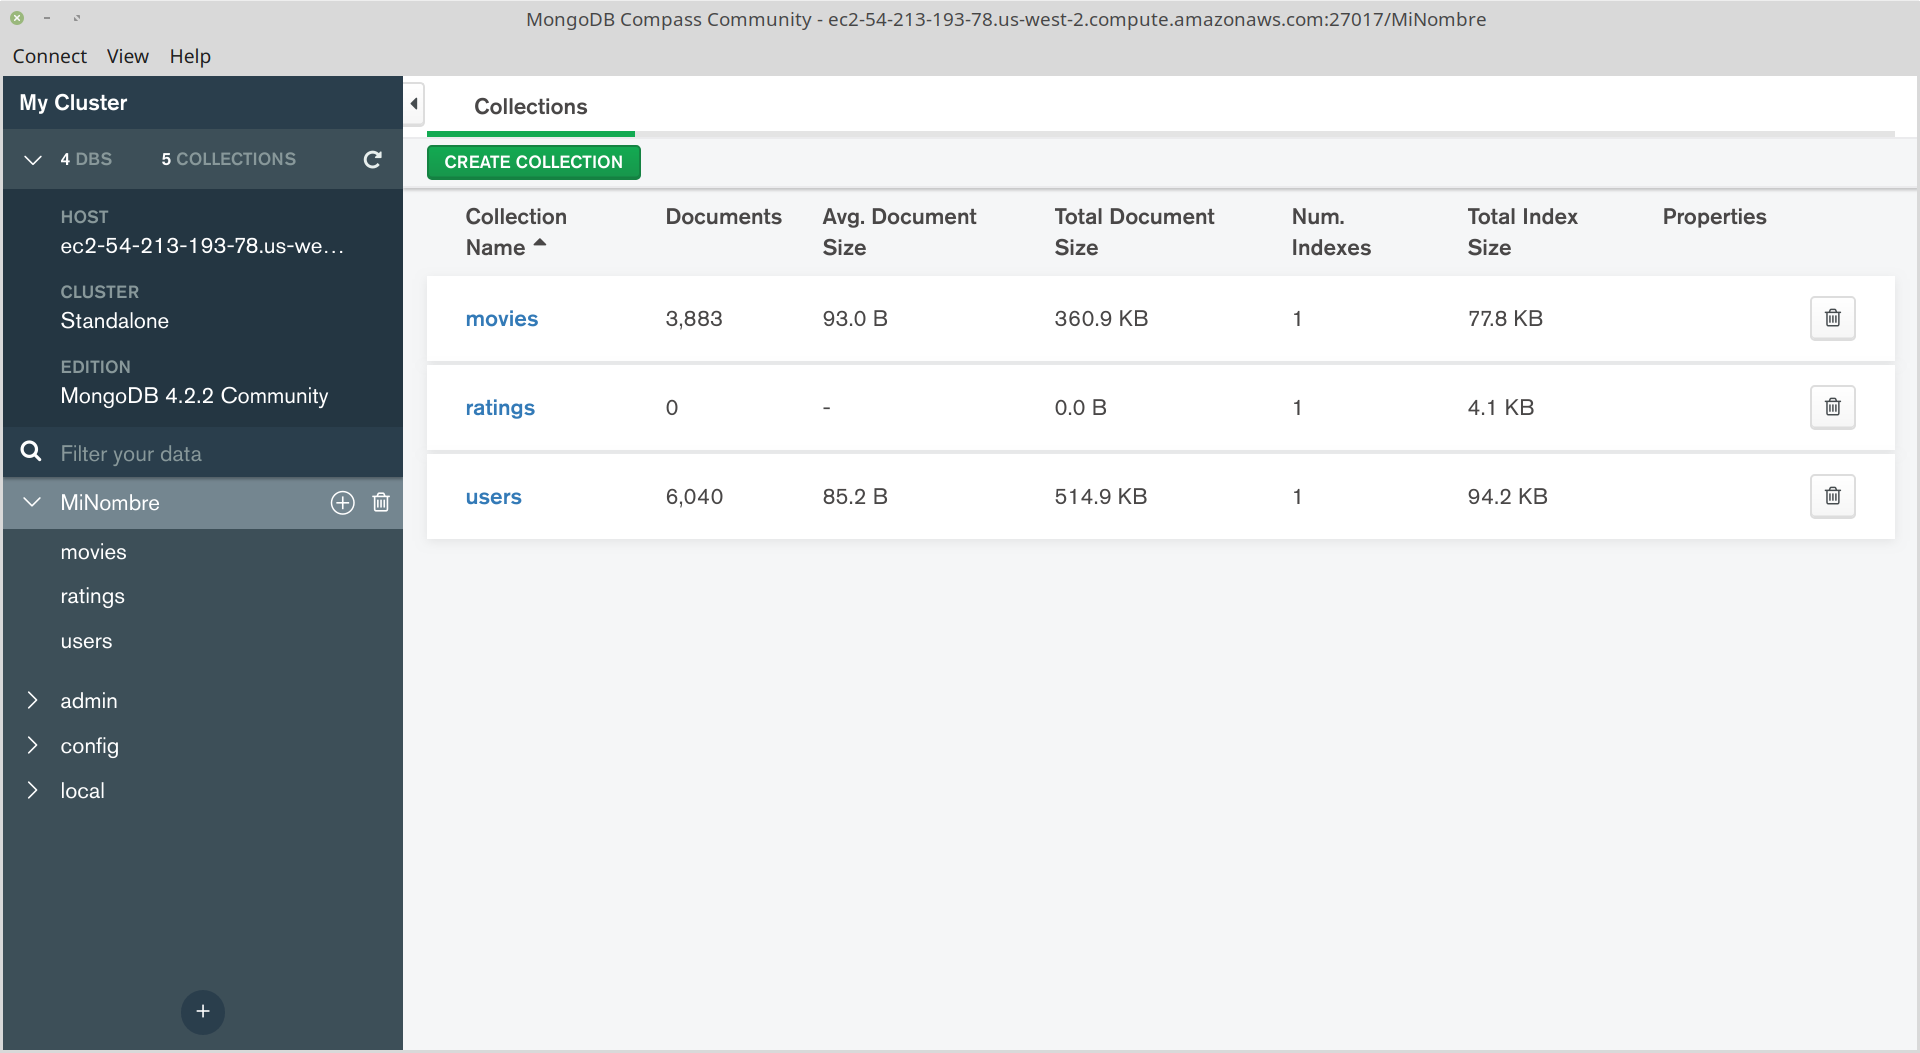 MongoDB Compass Community - ec2-54-213-193-78.us-west-2.compute.amazonaws.com:27017/MiNombre
Connect View Help
My Cluster
4 DBS 5 COLLECTIONS
HOST
ec2-54-213-193-78.us-we...
CLUSTER
Standalone
EDITION
MongoDB 4.2.2 Community
Filter your data
MiNombre
movies
ratings
users
admin
config
local
+
Collections
CREATE COLLECTION
Collection Name Documents Avg. Document Size Total Document Size Num. Indexes Total Index Size Properties
movies 3,883 93.0 B 360.9 KB 1 77.8 KB
ratings 0 - 0.0 B 1 4.1 KB
users 6,040 85.2 B 514.9 KB 1 94.2 KB